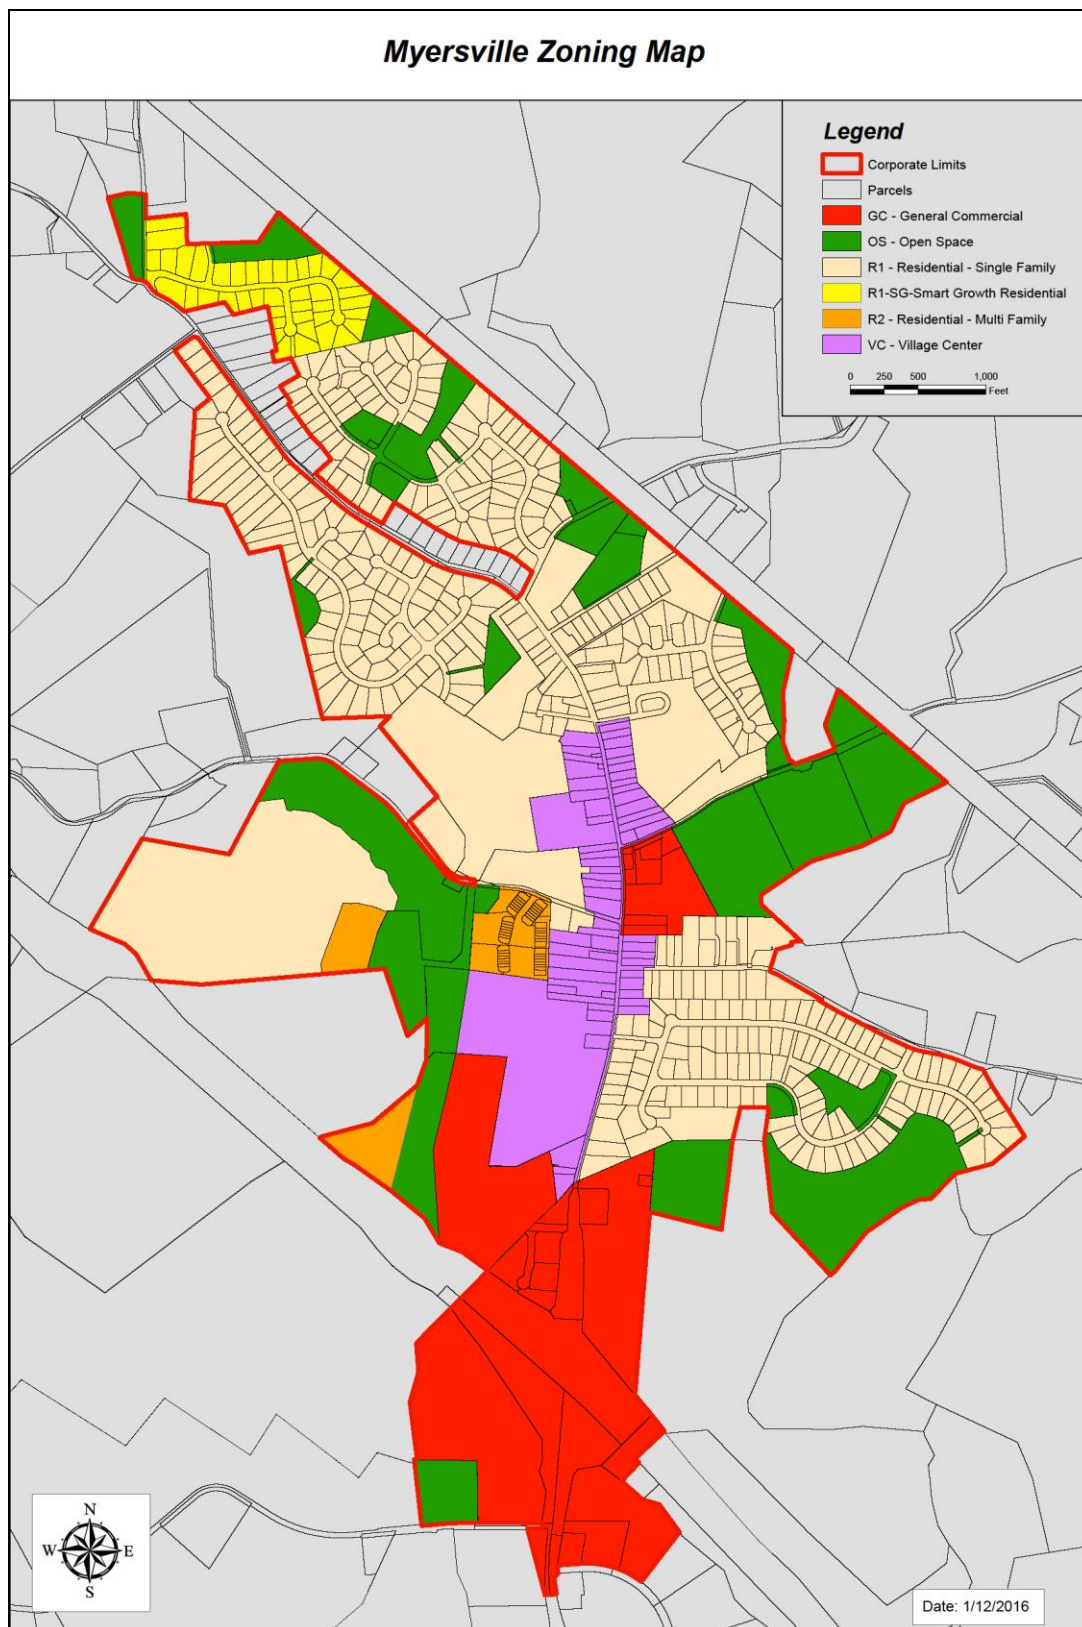 Myersville Zoning Map
Legend
Corporate Limits
Parcels
GC - General Commercial
OS - Open Space
R1 - Residential - Single Family
R1-SG-Smart Growth Residential
R2 - Residential - Multi Family
VC - Village Center
0 250 500 1,000
Feet
N
W E
S
Date: 1/12/2016